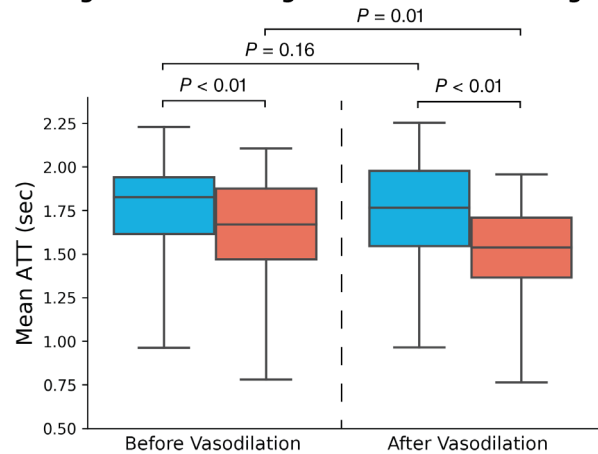 P = 0.01
P = 0.16
P < 0.01
P < 0.01
2.25
2.00
1.75
1.50
1.25
1.00
0.75
0.50
Mean ATT (sec)
Before Vasodilation
After Vasodilation